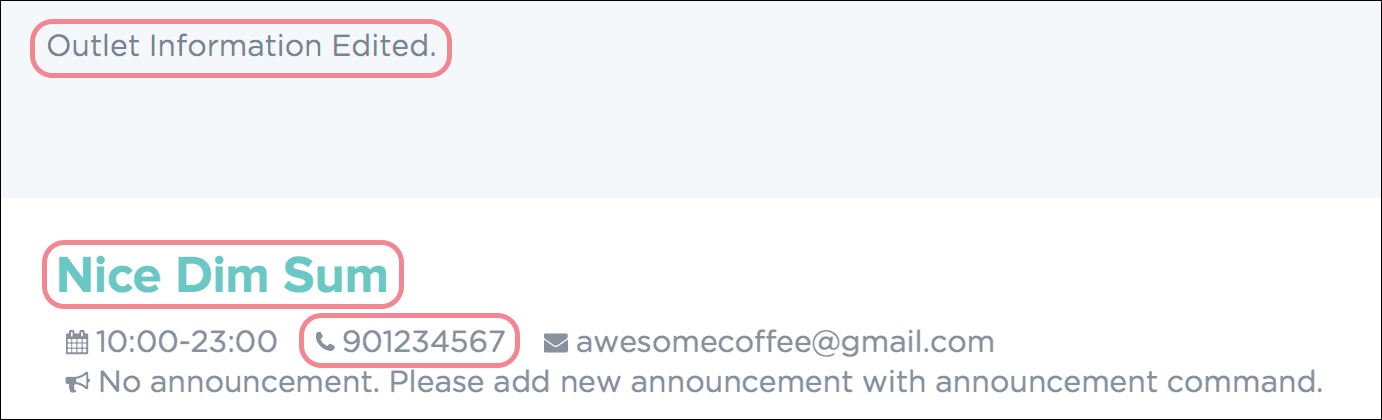 Outlet Information Edited.
Nice Dim Sum
10:00-23:00 901234567 awesomecoffee@gmail.com
No announcement. Please add new announcement with announcement command.